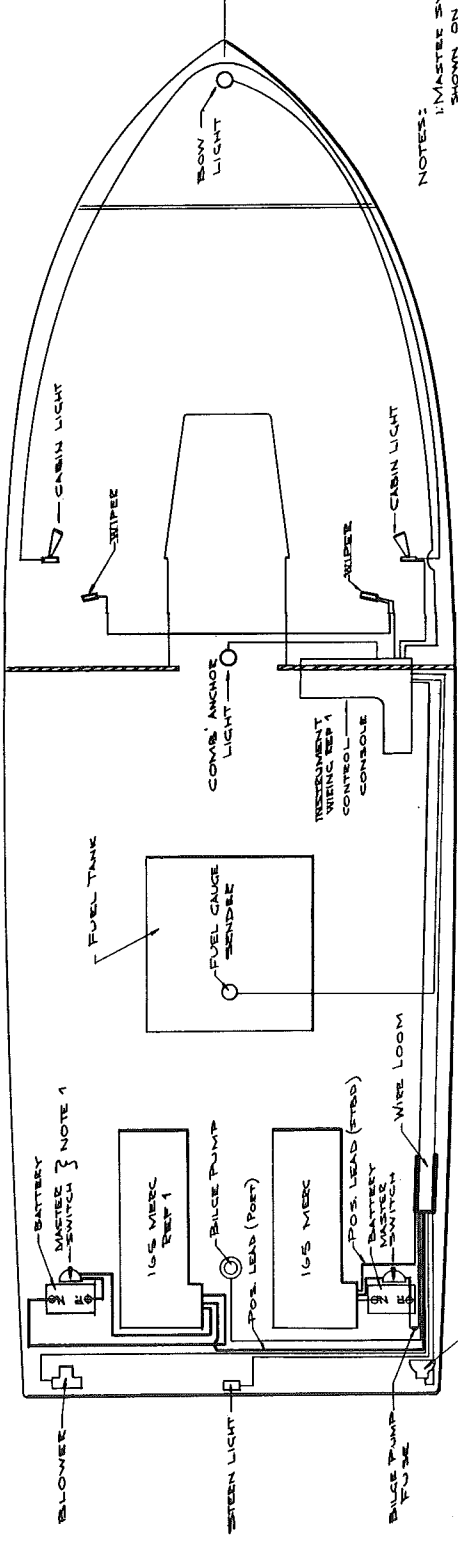 BLOWER
BATTERY
MASTER
SWITCH } NOTE 1
STERN LIGHT
BILGE PUMP
FUSE
165 MERC
REF 1
BILGE PUMP
POS. LEAD (PORT)
165 MERC
POS. LEAD (STBD)
BATTERY
MASTER
SWITCH
WIRE LOOM
FUEL TANK
FUEL GAUGE
SENDER
COMB' ANCHOR
LIGHT
INSTRUMENT
WIRING REF 1
CONTROL
CONSOLE
WIPER
CABIN LIGHT
WIPER
CABIN LIGHT
BOW
LIGHT
NOTES:
1: MASTER
SHOWN ON